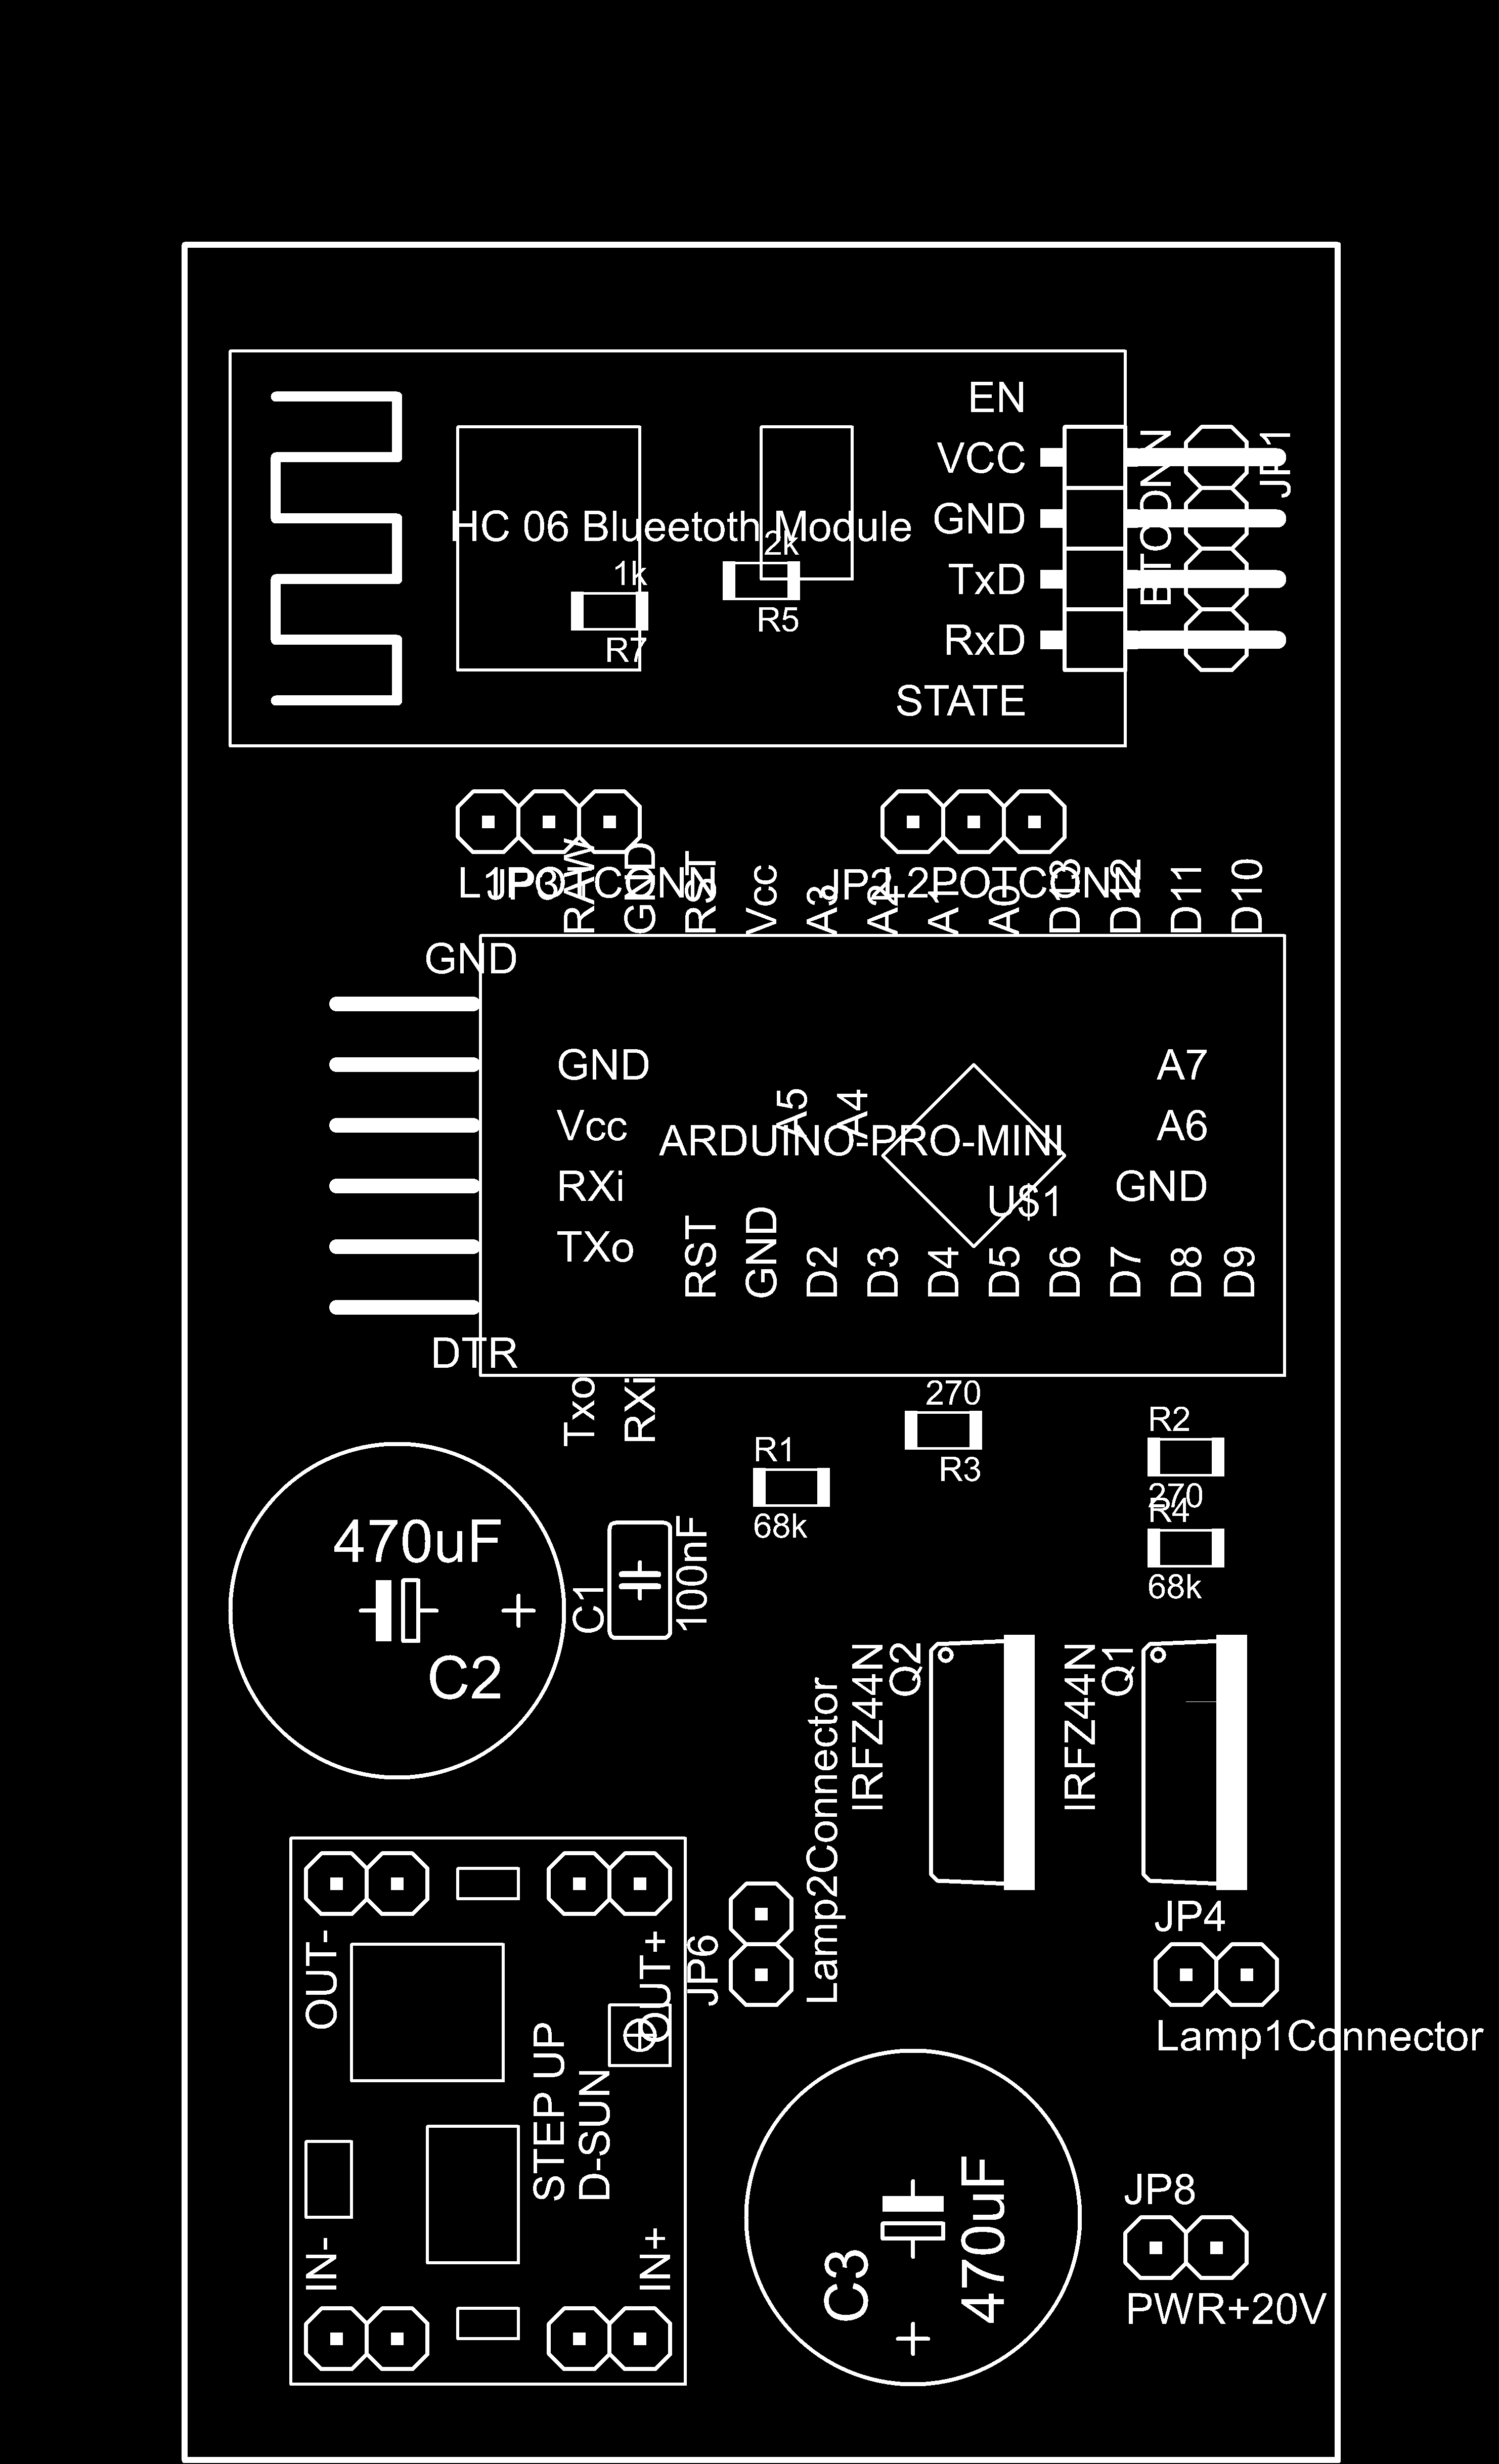 EN
VCC
JP1
BTCONN
HC 06 Blueetoth Module
GND
2k
1k
TxD
R5
R7
RxD
STATE
L1POTCONN
JP3
JP2
L2POTCONN
RAW
GND
RST
Vcc
A3
A2
A1
A0
D13
D12
D11
D10
GND
GND
A7
A5
A4
Vcc
ARDUINO-PRO-MINI
A6
RXi
U$1
GND
TXo
RST
GND
D2
D3
D4
D5
D6
D7
D8
D9
DTR
Txo
RXi
270
R3
R2
270
R1
68k
R4
68k
470uF
C2
C1
100nF
IRFZ44N
Q2
IRFZ44N
Q1
Lamp2Connector
JP6
JP4
Lamp1Connector
OUT-
OUT+
STEP UP
D-SUN
IN-
IN+
C3
470uF
JP8
PWR+20V